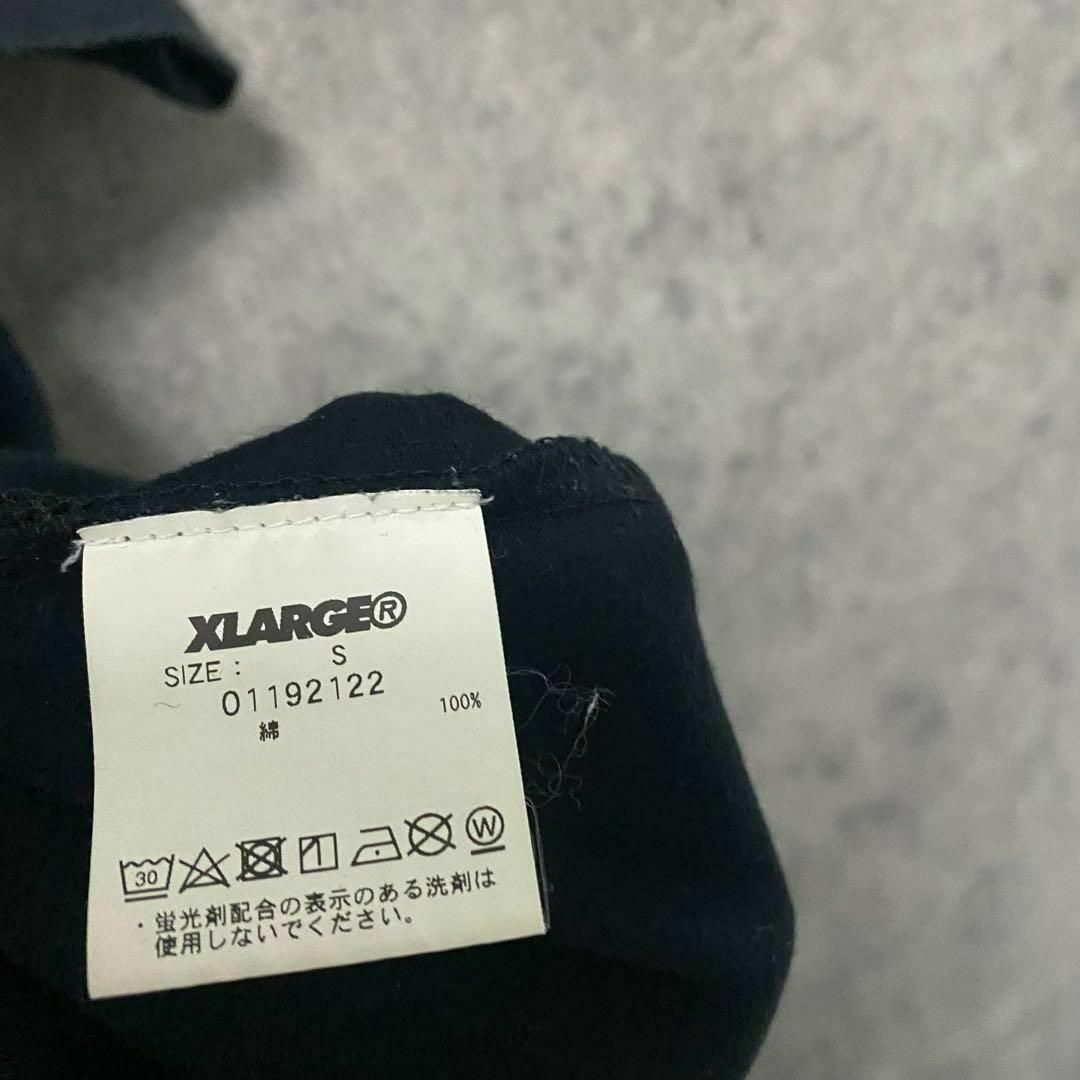 XLARGE®
SIZE : S
01192122
綿 100%
30 W
・蛍光剤配合の表示のある洗剤は
使用しないでください。